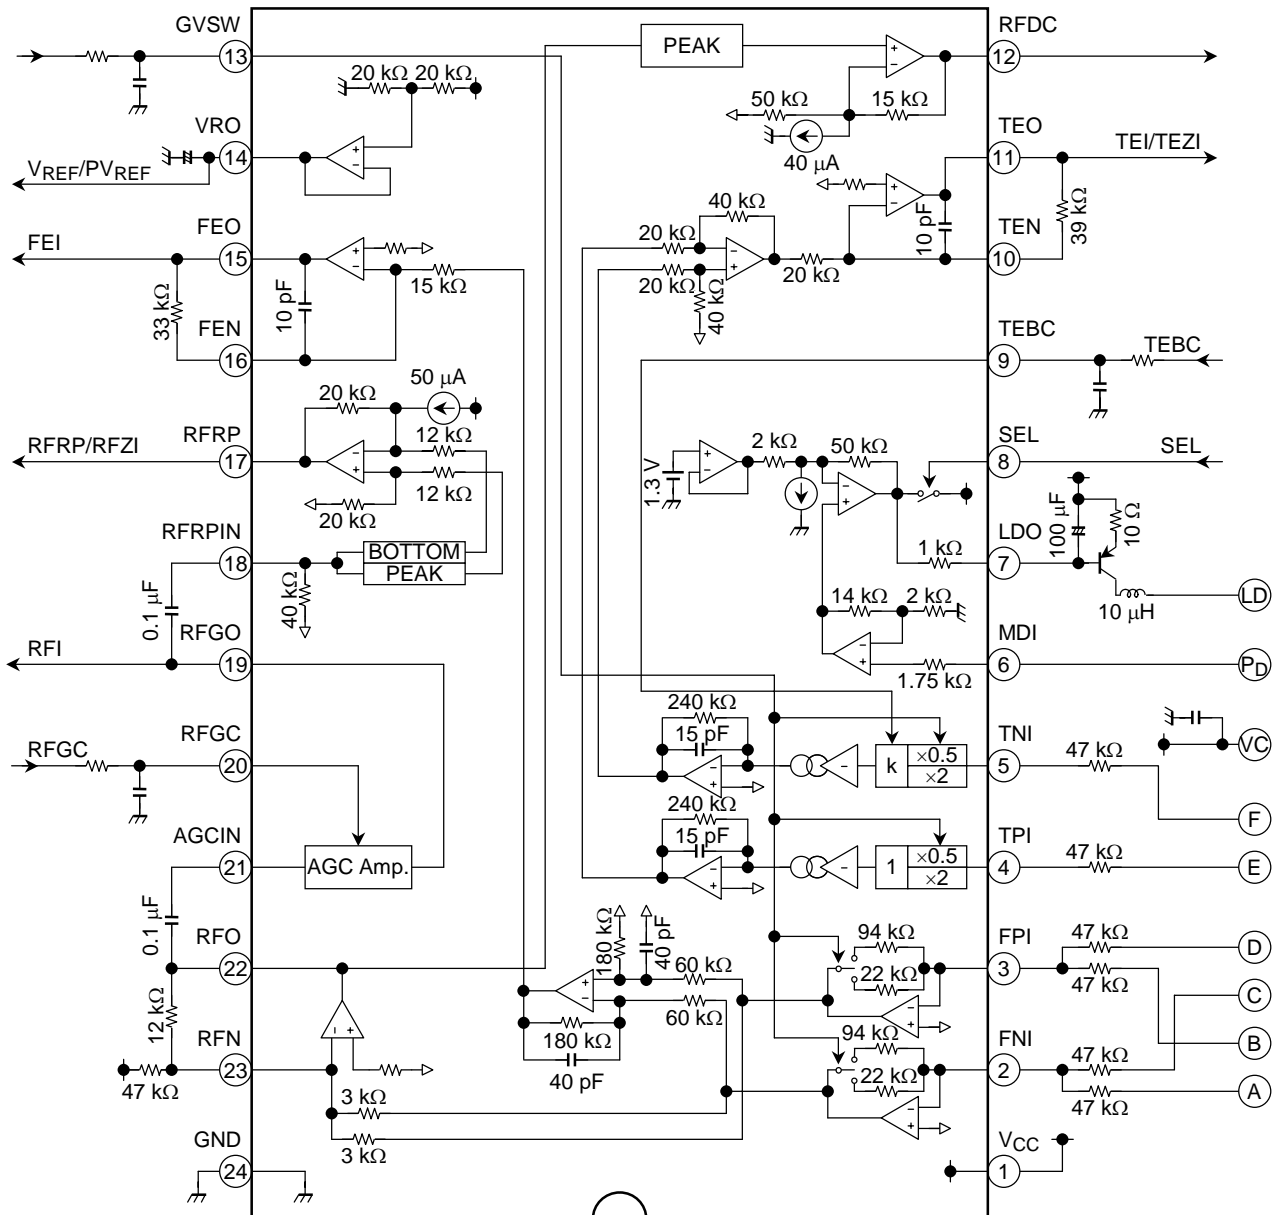 GVSW
13
PEAK
RFDC
12
20 kΩ 20 kΩ
50 kΩ
15 kΩ
40 μA
VRO
14
VREF/PVREF
TEO
11
TEI/TEZI
40 kΩ
10 pF
39 kΩ
FEI
FEO
15
15 kΩ
20 kΩ
20 kΩ
20 kΩ
40 kΩ
TEN
10
33 kΩ
10 pF
FEN
16
TEBC
9
TEBC
50 μA
20 kΩ
12 kΩ
RFRP/RFZI
RFRP
17
12 kΩ
20 kΩ
1.3 V
2 kΩ
50 kΩ
SEL
8
SEL
100 μF
10 Ω
RFRPIN
18
BOTTOM
PEAK
1 kΩ
LDO
7
0.1 μF
40 kΩ
14 kΩ
2 kΩ
10 μH
LD
RFI
RFGO
19
MDI
6
1.75 kΩ
PD
240 kΩ
15 pF
RFGC
RFGC
20
k
×0.5
×2
TNI
5
47 kΩ
VC
F
240 kΩ
15 pF
AGCIN
21
AGC Amp.
1
×0.5
×2
TPI
4
47 kΩ
E
0.1 μF
RFO
22
180 kΩ
40 pF
60 kΩ
60 kΩ
94 kΩ
22 kΩ
FPI
3
47 kΩ
47 kΩ
D
C
12 kΩ
RFN
23
47 kΩ
180 kΩ
40 pF
94 kΩ
22 kΩ
FNI
2
47 kΩ
47 kΩ
B
A
3 kΩ
3 kΩ
GND
24
VCC
1